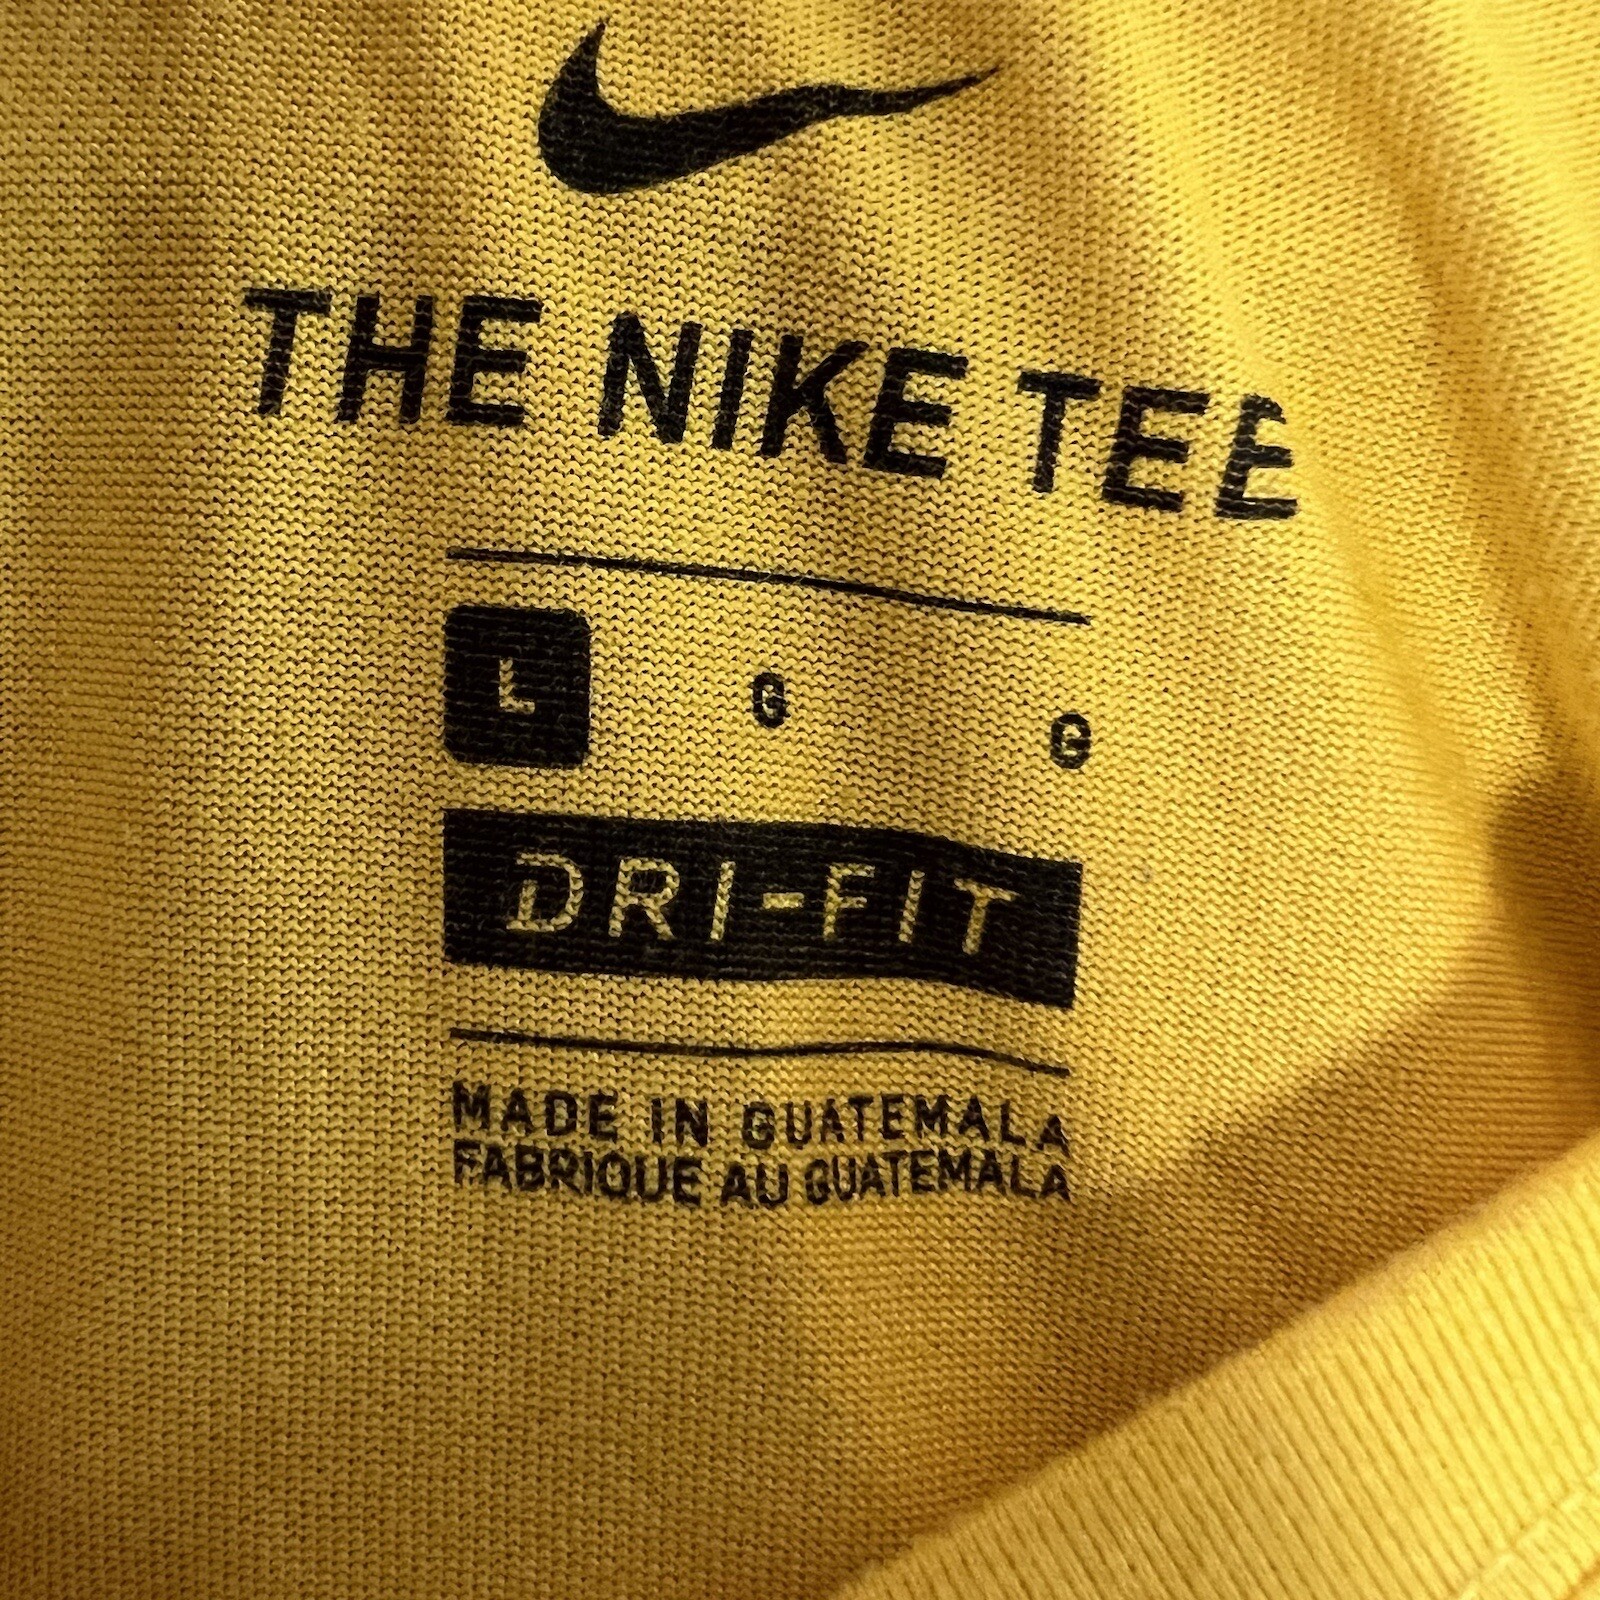 THE NIKE TEE
L G G
DRI-FIT
MADE IN GUATEMALA
FABRIQUE AU GUATEMALA